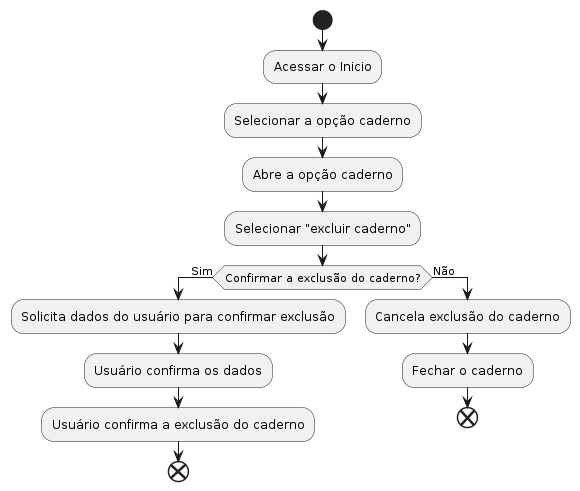 Acessar o Inicio
Selecionar a opção caderno
Abre a opção caderno
Selecionar "excluir caderno"
Sim
Confirmar a exclusão do caderno?
Não
Solicita dados do usuário para confirmar exclusão
Cancela exclusão do caderno
Usuário confirma os dados
Fechar o caderno
Usuário confirma a exclusão do caderno